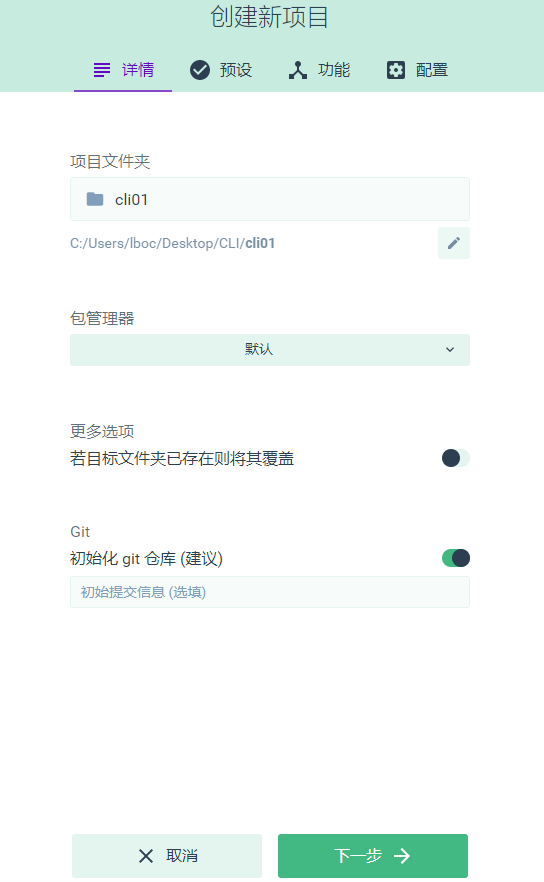 创建新项目
详情 预设 功能 配置
项目文件夹
cli01
C:/Users/lboc/Desktop/CLI/cli01
包管理器
默认
更多选项
若目标文件夹已存在则将其覆盖
Git
初始化 git 仓库 (建议)
初始提交信息 (选填)
取消 下一步